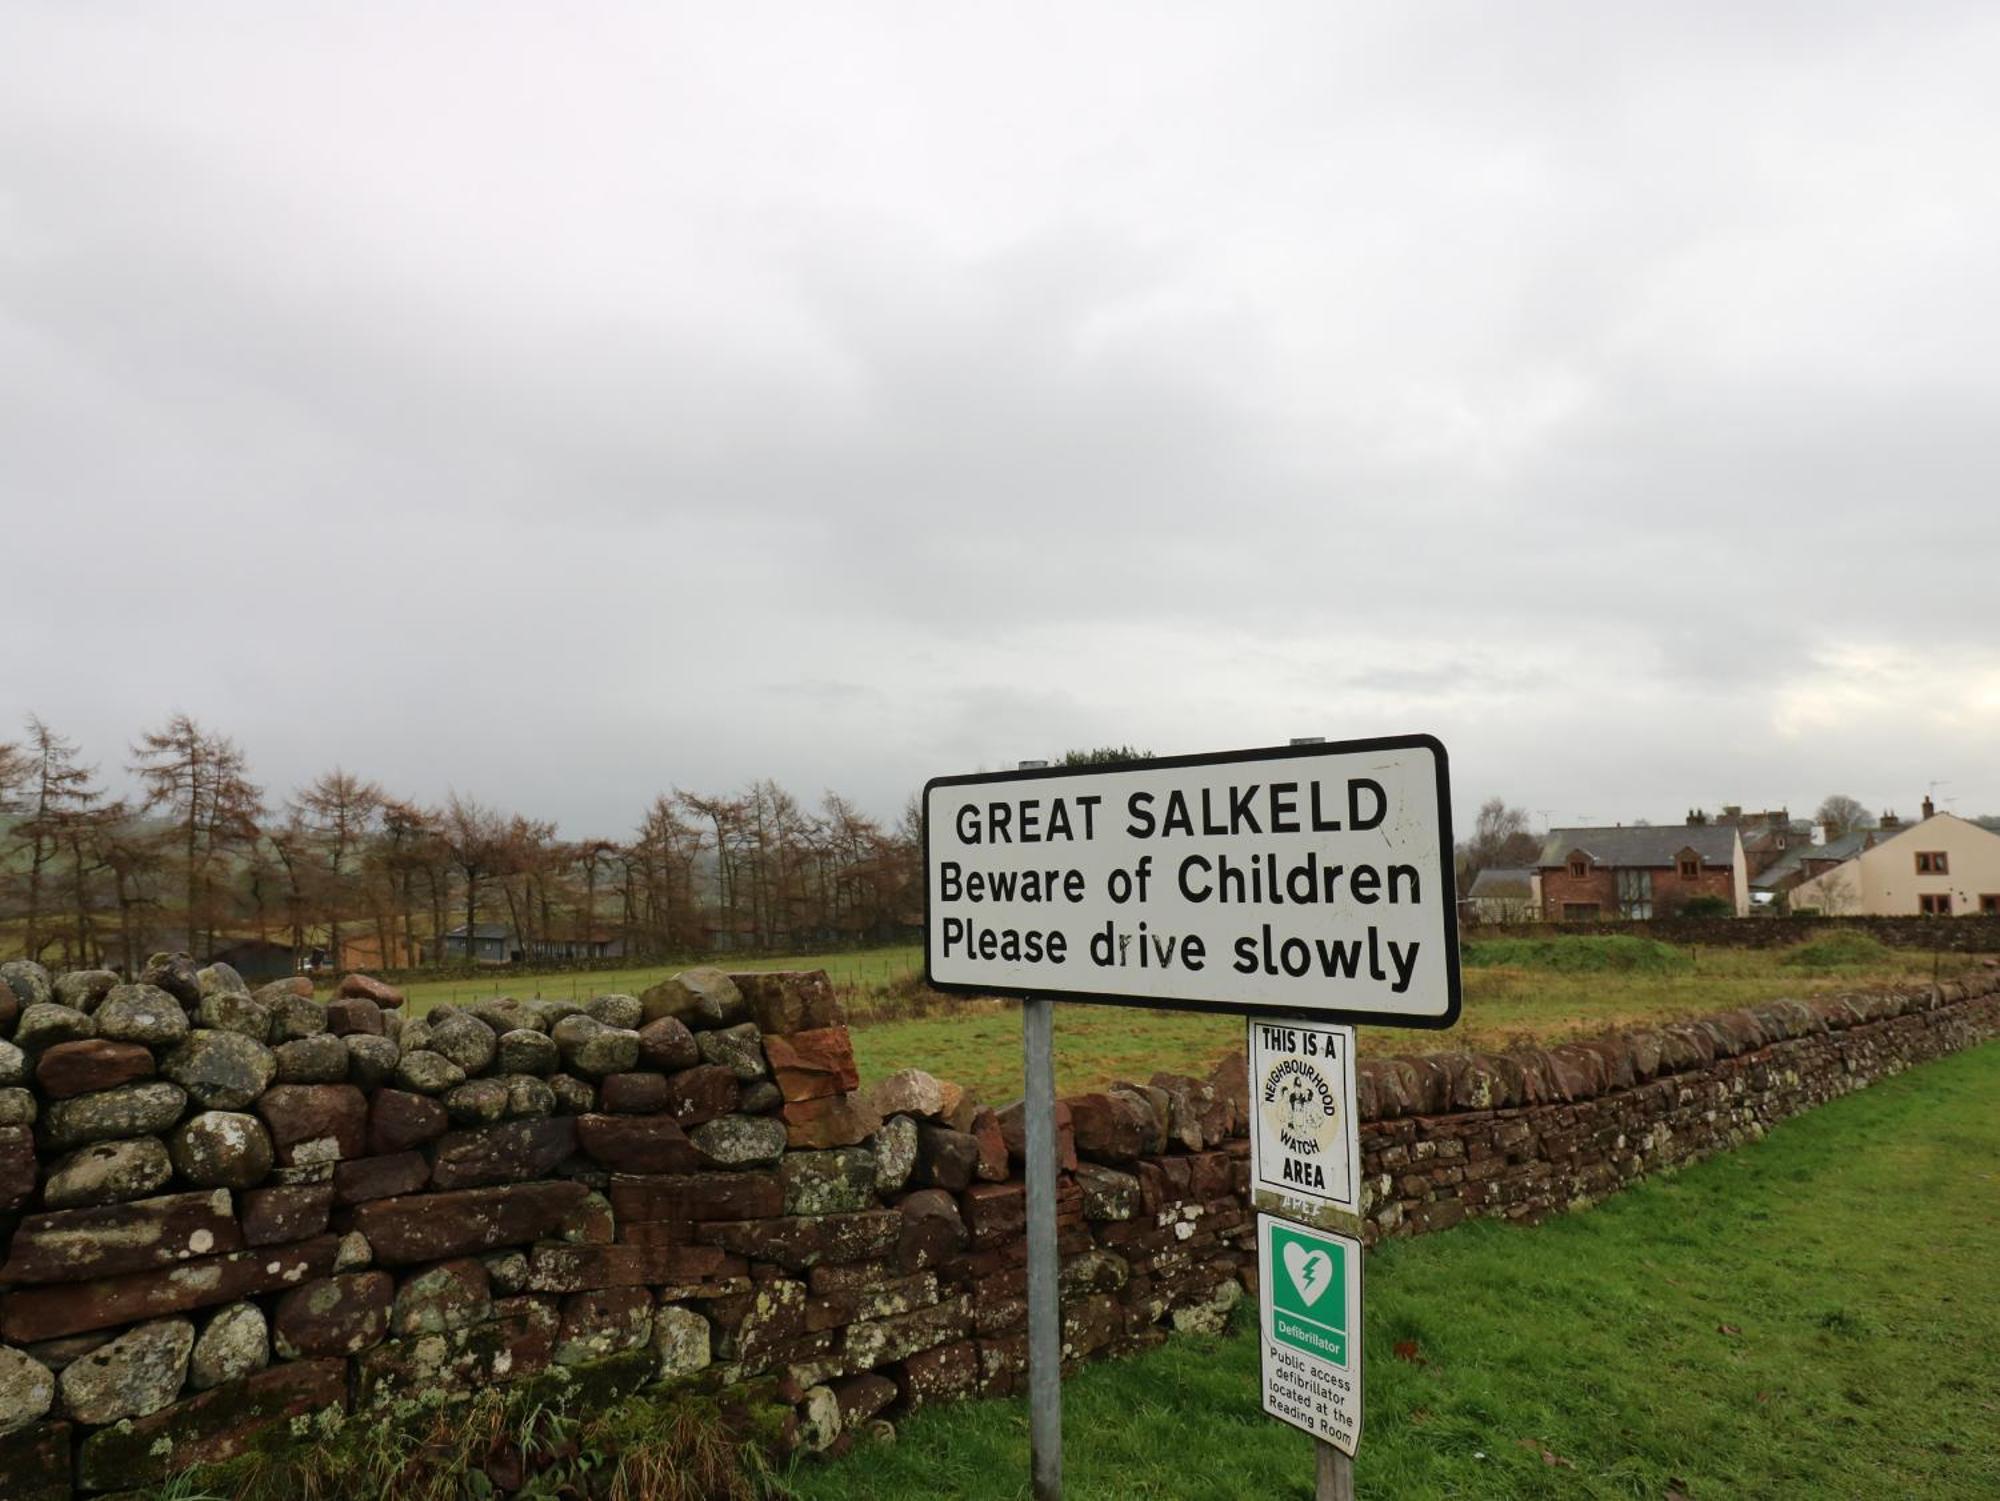 GREAT SALKELD
Beware of Children
Please drive slowly
THIS IS A
NEIGHBOURHOOD
WATCH
AREA
Defibrillator
Public access
defibrillator
located at the
Reading Room